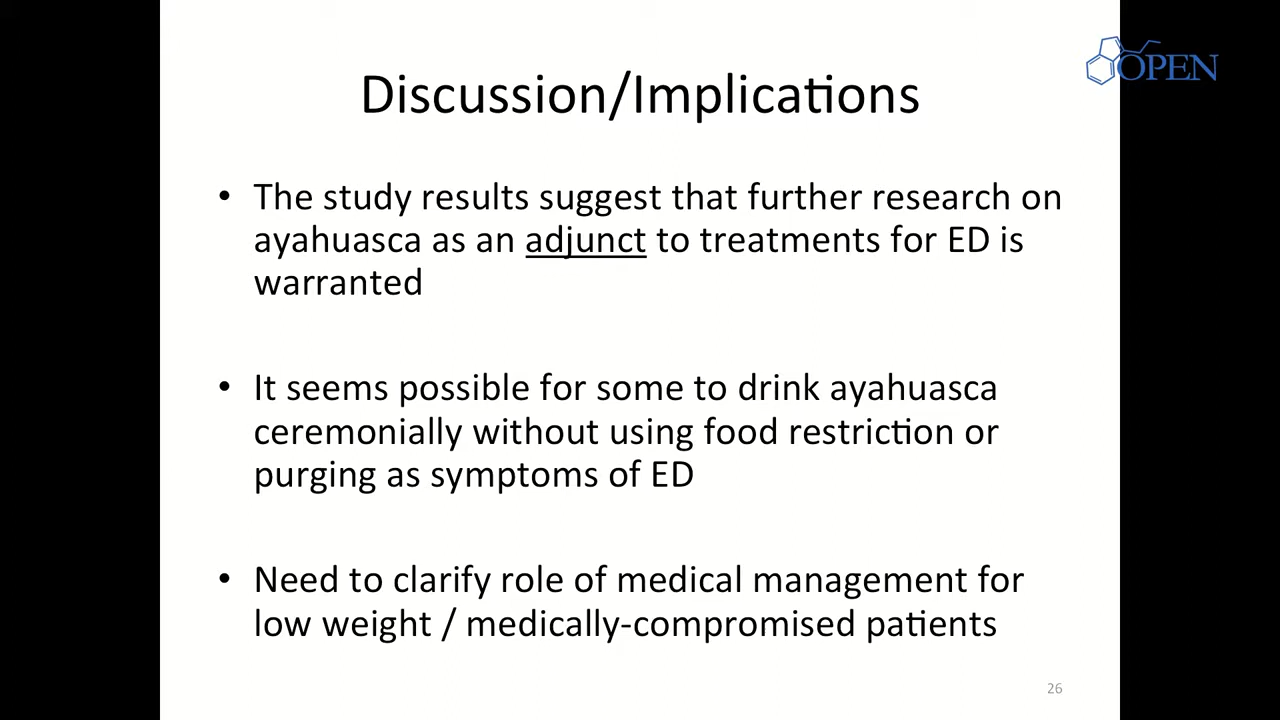 OPEN
Discussion/Implications
• The study results suggest that further research on
ayahuasca as an adjunct to treatments for ED is
warranted
• It seems possible for some to drink ayahuasca
ceremonially without using food restriction or
purging as symptoms of ED
• Need to clarify role of medical management for
low weight / medically-compromised patients
26